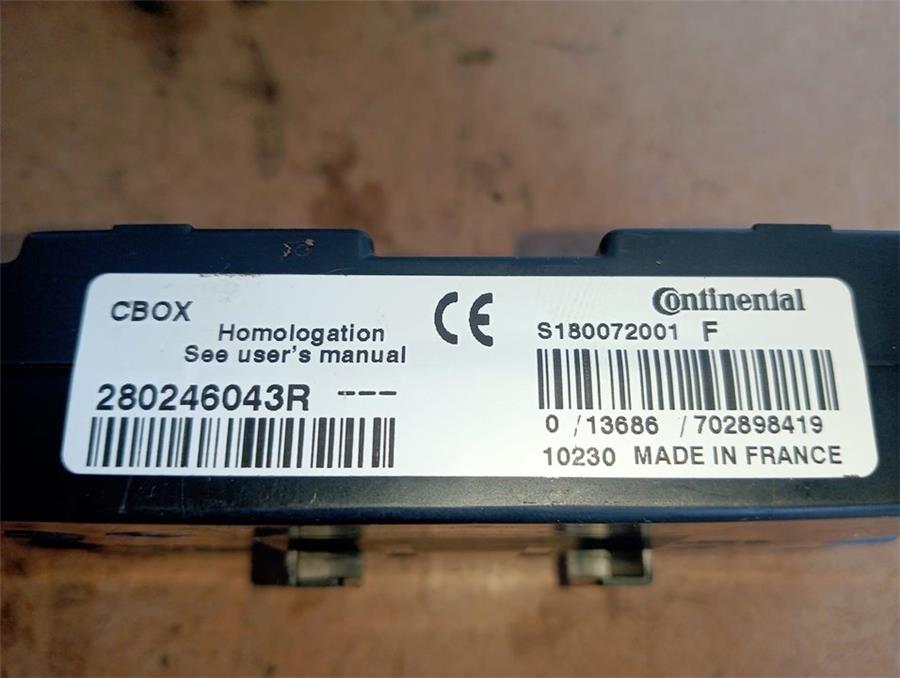 CBOX
Homologation
See user's manual
280246043R ---
CE
Continental
S180072001 F
0 /13686 /702898419
10230 MADE IN FRANCE